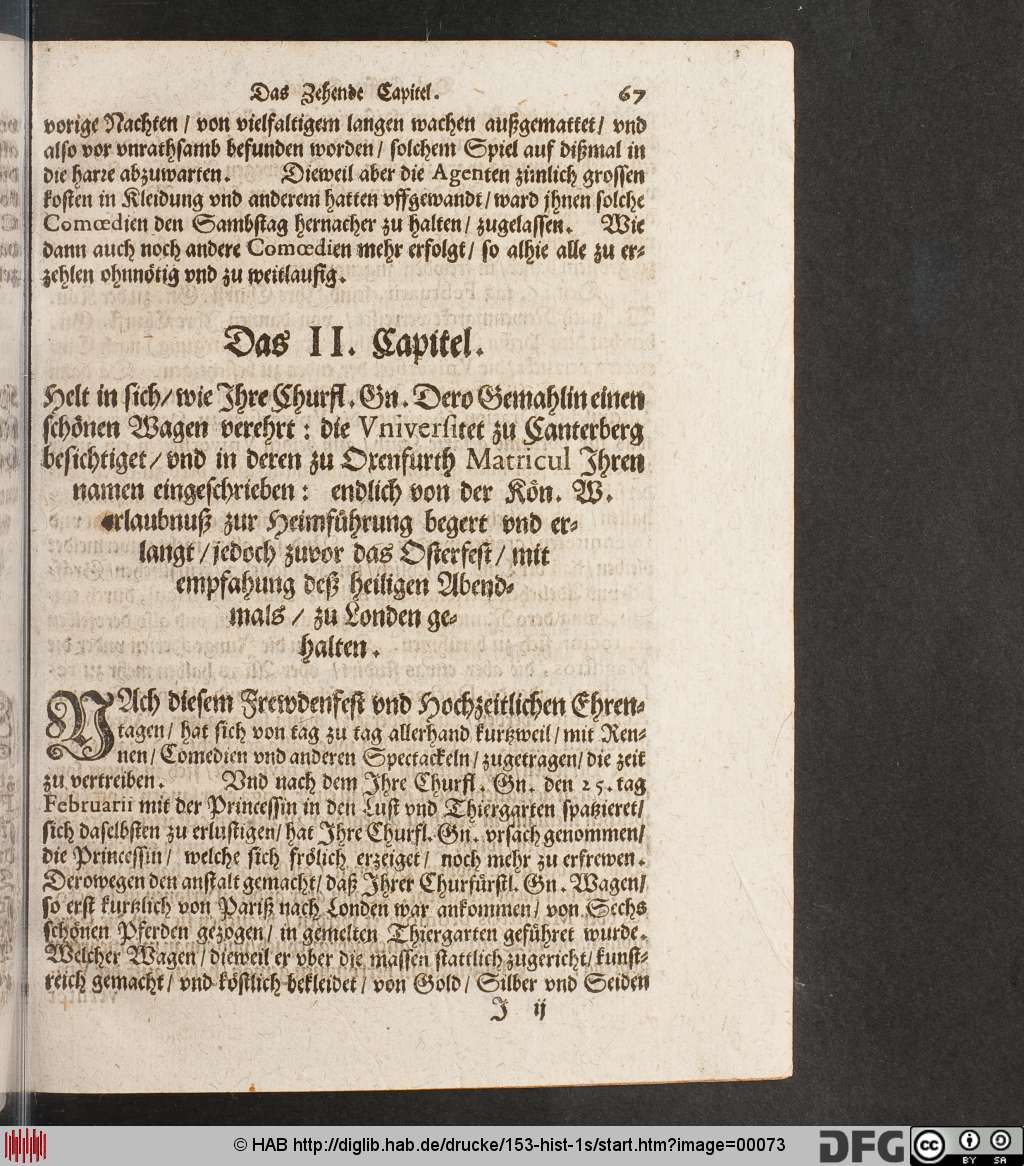 Das Zehende Capitel. 67
vorige Nachten / von vielfaltigem langen wachen außgemattet / vnd
also vor vnrathsamb befunden worden / solchem Spiel auf dißmal in
die harre abzuwarten. Dieweil aber die Agenten zimlich grossen
kosten in Kleidung vnd anderem hatten vffgewandt / ward jhnen solche
Comœdien den Sambstag hernacher zu halten / zugelassen. Wie
dann auch noch andere Comœdien mehr erfolgt / so alhie alle zu er-
zehlen ohnnötig vnd zu weitlaufig.
Das II. Capitel.
Helt in sich / wie Ihre Churfl. Gn. Dero Gemahlin einen
schönen Wagen verehrt : die Vniversitet zu Canterberg
besichtiget / vnd in deren zu Oxenfurth Matricul Ihren
namen eingeschrieben : endlich von der Kön. W.
erlaubnuß zur Heimführung begert vnd er-
langt / jedoch zuvor das Osterfest / mit
empfahung deß heiligen Abend-
mals / zu Londen ge-
halten.
NAch diesem Frewdenfest vnd Hochzeitlichen Ehren-
tagen / hat sich von tag zu tag allerhand kurtzweil / mit Ren-
nen / Comedien vnd anderen Spectackeln / zugetragen / die zeit
zu vertreiben. Vnd nach dem Ihre Churfl. Gn. den 25. tag
Februarii mit der Princessin in den Lust vnd Thiergarten spatzieret /
sich daselbsten zu erlustigen / hat Ihre Churfl. Gn. vrsach genommen /
die Princessin / welche sich frölich erzeiget / noch mehr zu erfrewen.
Derowegen den anstalt gemacht / daß Ihrer Churfürstl. Gn. Wagen /
so erst kurtzlich von Pariß nach Londen war ankommen / von Sechs
schönen Pferden gezogen / in gemelten Thiergarten geführet wurde.
Welcher Wagen / dieweil er vber die massen stattlich zugericht / kunst-
reich gemacht / vnd köstlich bekleidet / von Gold / Silber vnd Seiden
J ij
© HAB http://diglib.hab.de/drucke/153-hist-1s/start.htm?image=00073
DFG
cc BY SA